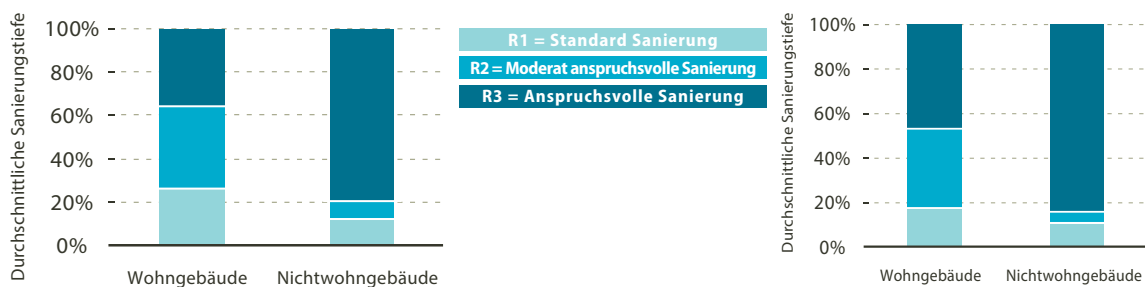 Durchschnittliche Sanierungstiefe
100%
80%
60%
40%
20%
0%
Wohngebäude
Nichtwohngebäude
R1 = Standard Sanierung
R2 = Moderat anspruchsvolle Sanierung
R3 = Anspruchsvolle Sanierung
Durchschnittliche Sanierungstiefe
100%
80%
60%
40%
20%
0%
Wohngebäude
Nichtwohngebäude